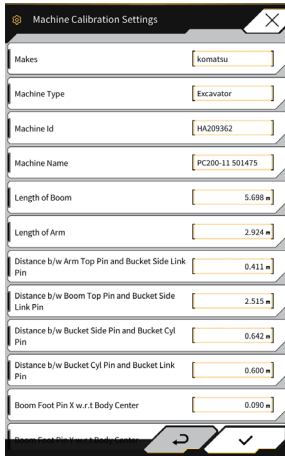 Machine Calibration Settings
Makes
komatsu
Machine Type
Excavator
Machine Id
HA209362
Machine Name
PC200-11 501475
Length of Boom
5.698 m
Length of Arm
2.924 m
Distance b/w Arm Top Pin and Bucket Side Link
Pin
0.411 m
Distance b/w Boom Top Pin and Bucket Side
Link Pin
2.515 m
Distance b/w Bucket Side Pin and Bucket Cyl
Pin
0.642 m
Distance b/w Bucket Cyl Pin and Bucket Link
Pin
0.600 m
Boom Foot Pin X w.r.t Body Center
0.090 m